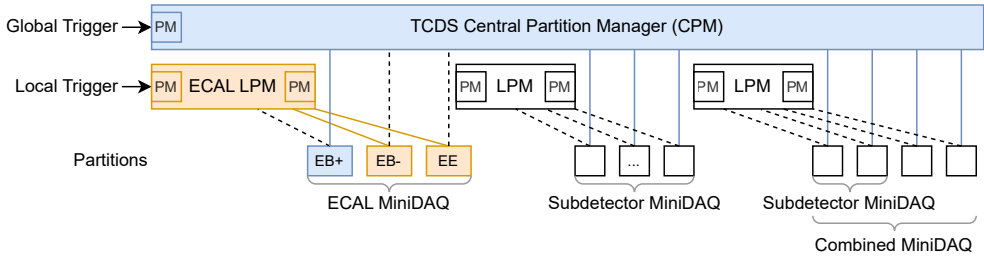 Global Trigger
PM
TCDS Central Partition Manager (CPM)
Local Trigger
PM
ECAL LPM
PM
PM
LPM
PM
PM
LPM
PM
Partitions
EB+
EB-
EE
...
ECAL MiniDAQ
Subdetector MiniDAQ
Subdetector MiniDAQ
Combined MiniDAQ